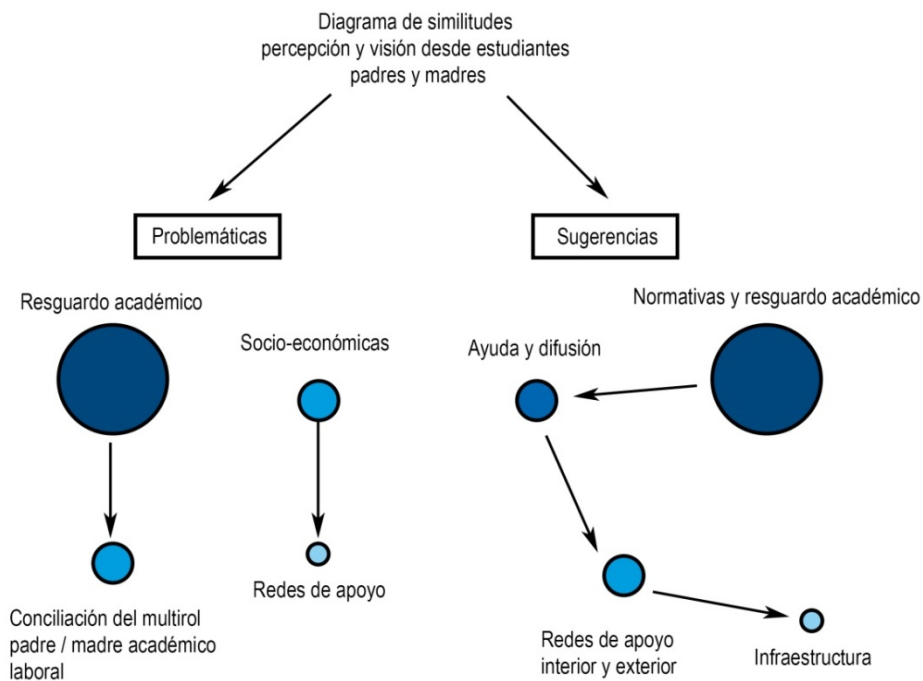 Diagrama de similitudes
percepción y visión desde estudiantes
padres y madres
Problemáticas
Sugerencias
Resguardo académico
Socio-económicas
Ayuda y difusión
Normativas y resguardo académico
Conciliación del multirol
padre / madre académico
laboral
Redes de apoyo
Redes de apoyo
interior y exterior
Infraestructura